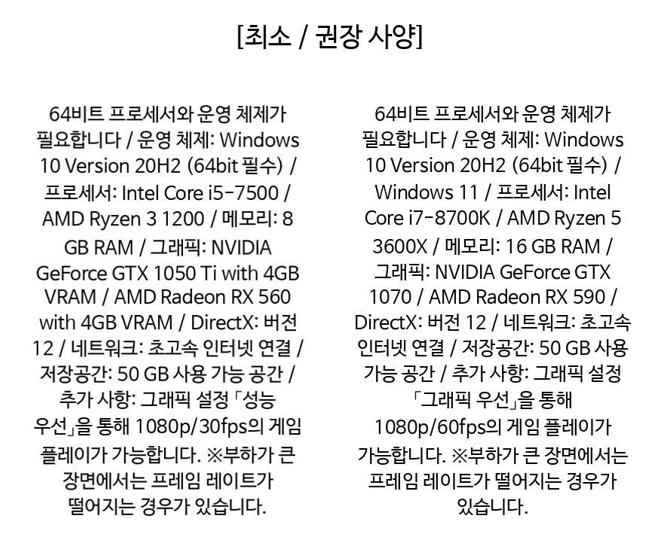 [최소 / 권장 사양]
64비트 프로세서와 운영 체제가
필요합니다 / 운영 체제: Windows
10 Version 20H2 (64bit 필수) /
프로세서: Intel Core i5-7500 /
AMD Ryzen 3 1200 / 메모리: 8
GB RAM / 그래픽: NVIDIA
GeForce GTX 1050 Ti with 4GB
VRAM / AMD Radeon RX 560
with 4GB VRAM / DirectX: 버전
12 / 네트워크: 초고속 인터넷 연결 /
저장공간: 50 GB 사용 가능 공간 /
추가 사항: 그래픽 설정 「성능
우선」을 통해 1080p/30fps의 게임
플레이가 가능합니다. ※부하가 큰
장면에서는 프레임 레이트가
떨어지는 경우가 있습니다.
64비트 프로세서와 운영 체제가
필요합니다 / 운영 체제: Windows
10 Version 20H2 (64bit 필수) /
Windows 11 / 프로세서: Intel
Core i7-8700K / AMD Ryzen 5
3600X / 메모리: 16 GB RAM /
그래픽: NVIDIA GeForce GTX
1070 / AMD Radeon RX 590 /
DirectX: 버전 12 / 네트워크: 초고속
인터넷 연결 / 저장공간: 50 GB 사용
가능 공간 / 추가 사항: 그래픽 설정
「그래픽 우선」을 통해
1080p/60fps의 게임 플레이가
가능합니다. ※부하가 큰 장면에서는
프레임 레이트가 떨어지는 경우가
있습니다.